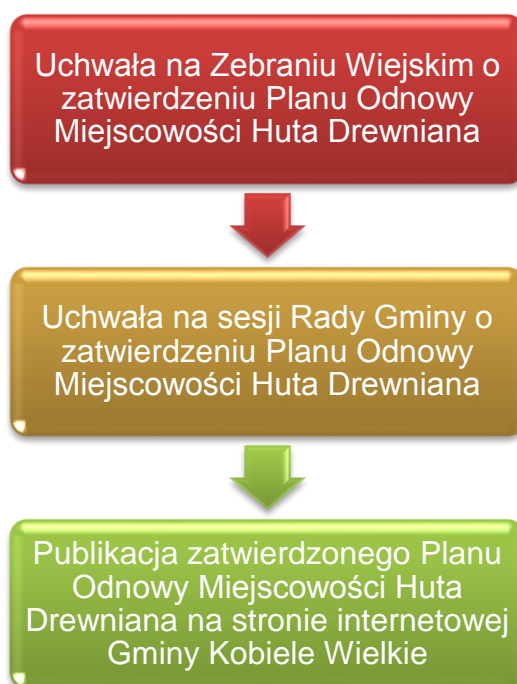 Uchwała na Zebraniu Wiejskim o
zatwierdzeniu Planu Odnowy
Miejscowości Huta Drewniana
Uchwała na sesji Rady Gminy o
zatwierdzeniu Planu Odnowy
Miejscowości Huta Drewniana
Publikacja zatwierdzonego Planu
Odnowy Miejscowości Huta
Drewniana na stronie internetowej
Gminy Kobiele Wielkie